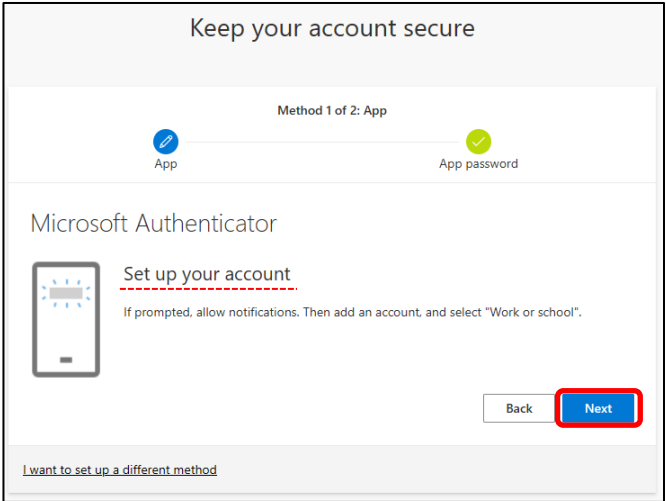 Keep your account secure
Method 1 of 2: App
App
App password
Microsoft Authenticator
Set up your account
If prompted, allow notifications. Then add an account, and select "Work or school".
Back
Next
I want to set up a different method